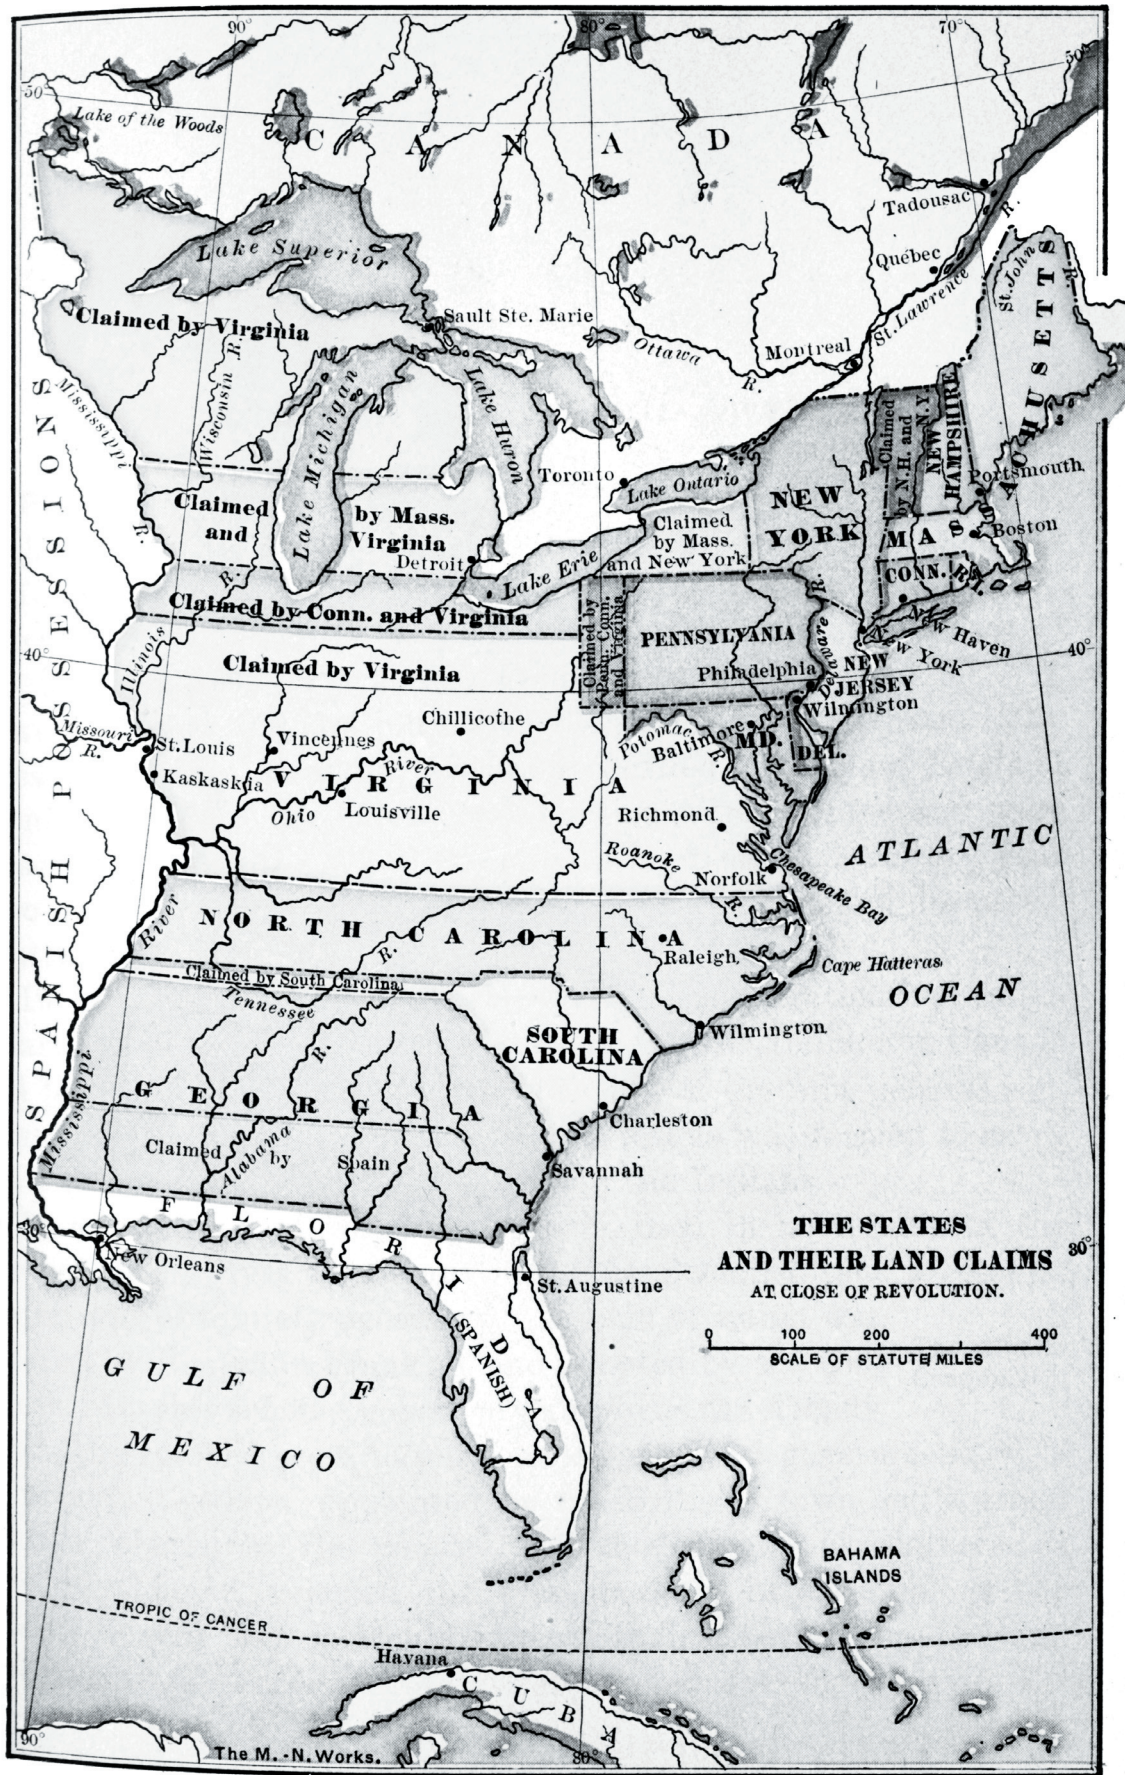 90°
80°
70°
50°
50°
Lake of the Woods
CANADA
Tadousac
R.
Lake Superior
Québec
St. John
R.
Claimed by Virginia
Sault Ste. Marie
St. Lawrence
Ottawa
R.
Montreal
MASSACHUSETTS
Mississippi
R.
Wisconsin R.
Lake Michigan
Lake Huron
Claimed
by N.H. and
N.Y.
NEW
HAMPSHIRE
Toronto
Lake Ontario
Portsmouth
Claimed
and
by Mass.
Virginia
Detroit
Lake Erie
Claimed
by Mass.
and New York
NEW
YORK
Boston
CONN.
R.I.
New Haven
New York
Claimed by Conn. and Virginia
Illinois
R.
Claimed by
Penn. Conn.
and Virginia
PENNSYLVANIA
Delaware
R.
40°
40°
Claimed by Virginia
Philadelphia
NEW
JERSEY
Wilmington
SPANISH POSSESSIONS
Missouri
R.
Chillicothe
Potomac
R.
Baltimore
MD.
DEL.
St. Louis
Vincennes
Kaskaskia
VIRGINIA
Ohio
River
Louisville
Richmond
ATLANTIC
OCEAN
Roanoke
R.
Norfolk
Chesapeake Bay
River
NORTH CAROLINA
Raleigh
Cape Hatteras
Claimed by South Carolina
Tennessee
R.
SOUTH
CAROLINA
Wilmington
Mississippi
GEORGIA
R.
Charleston
Claimed
by
Spain
Alabama
Savannah
FLORIDA
(SPANISH)
30°
30°
New Orleans
St. Augustine
THE STATES
AND THEIR LAND CLAIMS
AT CLOSE OF REVOLUTION.
0 100 200 400
SCALE OF STATUTE MILES
GULF OF
MEXICO
BAHAMA
ISLANDS
TROPIC OF CANCER
Havana
CUBA
90°
80°
The M.-N. Works.